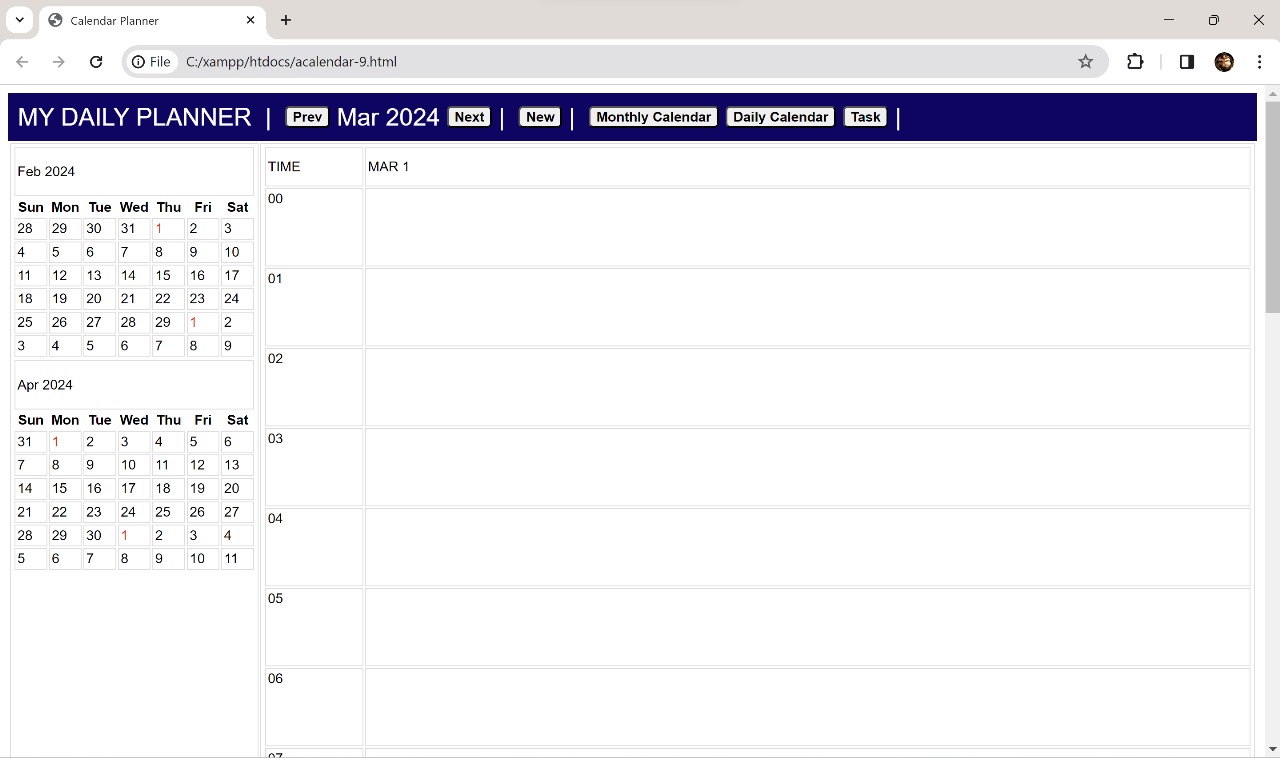 Calendar Planner
File C:/xampp/htdocs/acalendar-9.html
MY DAILY PLANNER | Prev Mar 2024 Next | New | Monthly Calendar Daily Calendar Task |
Feb 2024
Sun Mon Tue Wed Thu Fri Sat
28 29 30 31 1 2 3
4 5 6 7 8 9 10
11 12 13 14 15 16 17
18 19 20 21 22 23 24
25 26 27 28 29 1 2
3 4 5 6 7 8 9
Apr 2024
Sun Mon Tue Wed Thu Fri Sat
31 1 2 3 4 5 6
7 8 9 10 11 12 13
14 15 16 17 18 19 20
21 22 23 24 25 26 27
28 29 30 1 2 3 4
5 6 7 8 9 10 11
TIME MAR 1
00
01
02
03
04
05
06
07